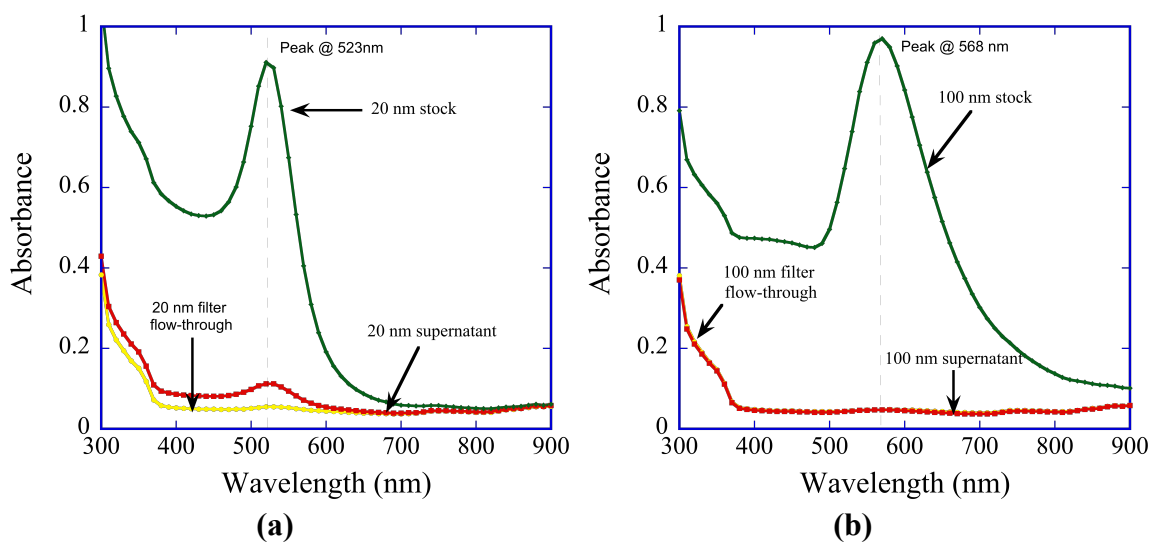 1
Peak @ 523nm
0.8
20 nm stock
0.6
Absorbance
0.4
20 nm filter
flow-through
20 nm supernatant
0.2
0
300 400 500 600 700 800 900
Wavelength (nm)
(a)
1
Peak @ 568 nm
0.8
100 nm stock
0.6
Absorbance
0.4
100 nm filter
flow-through
0.2
100 nm supernatant
0
300 400 500 600 700 800 900
Wavelength (nm)
(b)